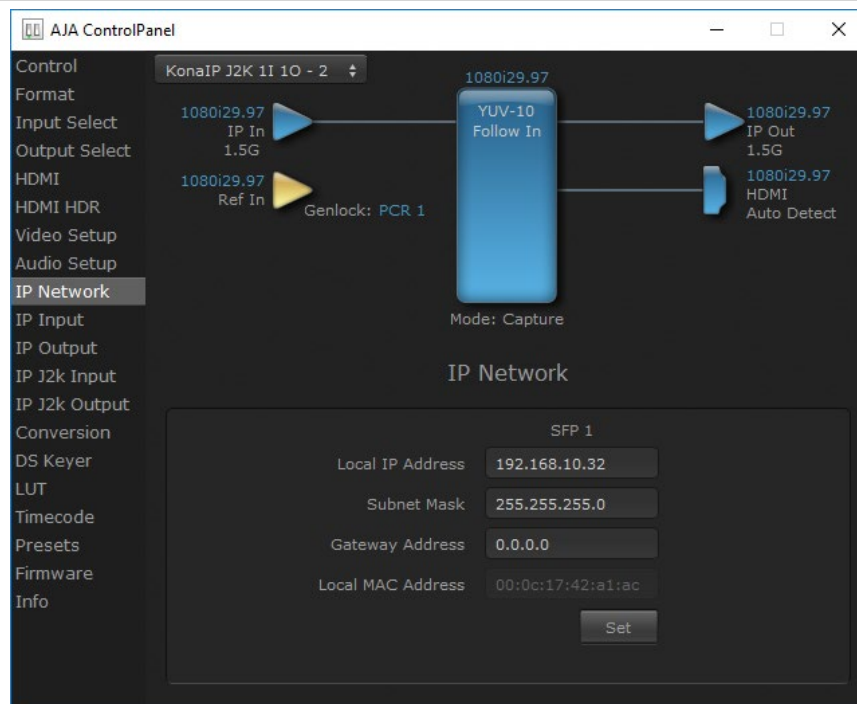 AJA ControlPanel
Control
Format
Input Select
Output Select
HDMI
HDMI HDR
Video Setup
Audio Setup
IP Network
IP Input
IP Output
IP J2k Input
IP J2k Output
Conversion
DS Keyer
LUT
Timecode
Presets
Firmware
Info
KonaIP J2K 1I 1O - 2
1080i29.97
1080i29.97
IP In
1.5G
1080i29.97
Ref In
Genlock: PCR 1
YUV-10
Follow In
Mode: Capture
1080i29.97
IP Out
1.5G
1080i29.97
HDMI
Auto Detect
IP Network
SFP 1
Local IP Address 192.168.10.32
Subnet Mask 255.255.255.0
Gateway Address 0.0.0.0
Local MAC Address 00:0c:17:42:a1:ac
Set